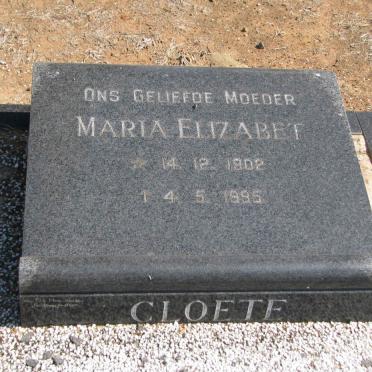 ONS GELIEFDE MOEDER
MARIA ELIZABET
☆ 14. 12. 1902
† 4. 5. 1995
CLOETE